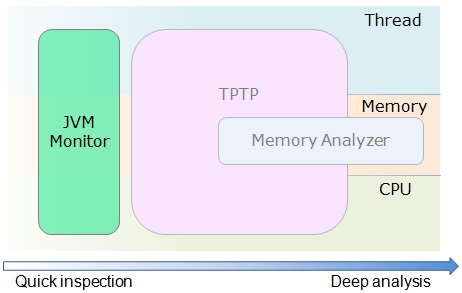 Thread
TPTP
Memory
JVM
Monitor
Memory Analyzer
CPU
Quick inspection
Deep analysis